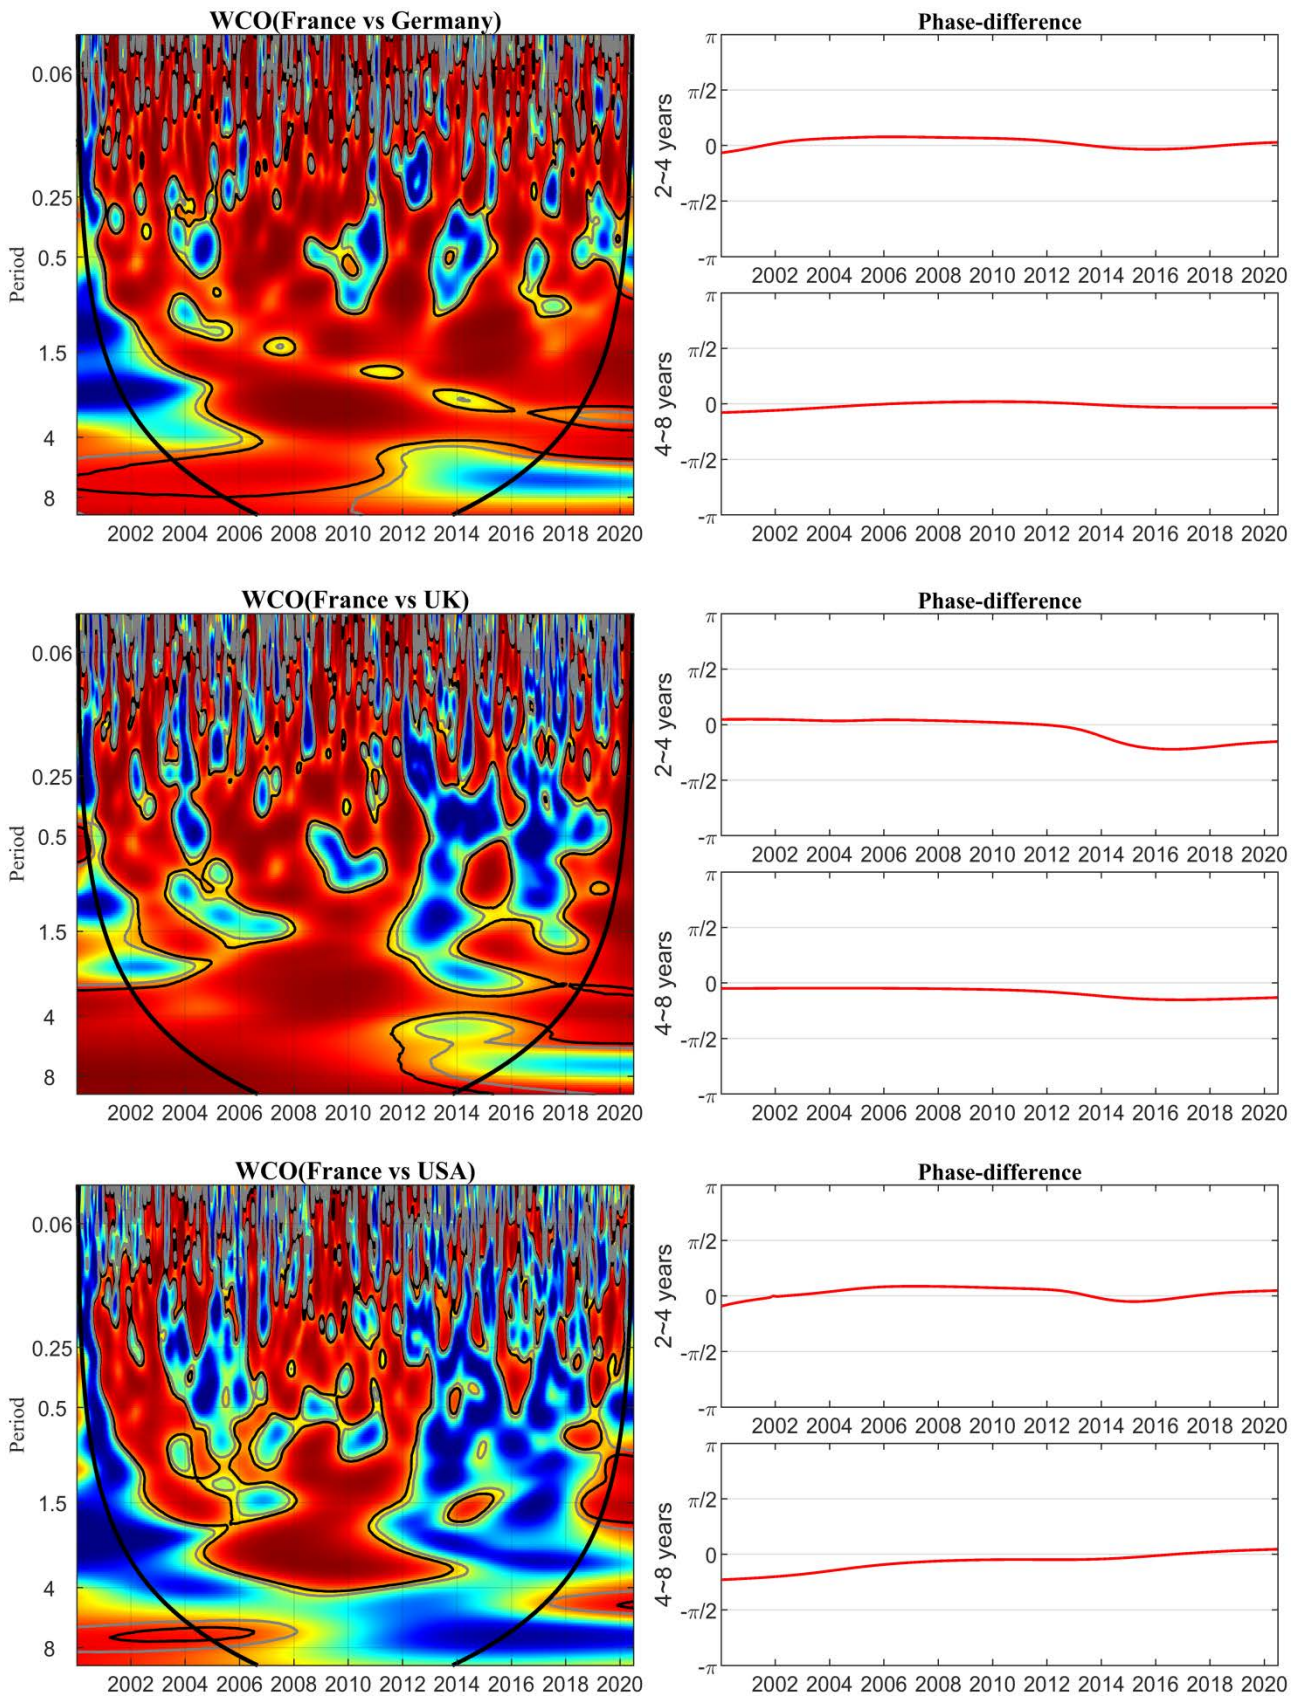 WCO(France vs Germany)
Period
0.06
0.25
0.5
1.5
4
8
2002 2004 2006 2008 2010 2012 2014 2016 2018 2020
Phase-difference
2~4 years
π
π/2
0
-π/2
-π
2002 2004 2006 2008 2010 2012 2014 2016 2018 2020
4~8 years
π
π/2
0
-π/2
-π
2002 2004 2006 2008 2010 2012 2014 2016 2018 2020
WCO(France vs UK)
Period
0.06
0.25
0.5
1.5
4
8
2002 2004 2006 2008 2010 2012 2014 2016 2018 2020
Phase-difference
2~4 years
π
π/2
0
-π/2
-π
2002 2004 2006 2008 2010 2012 2014 2016 2018 2020
4~8 years
π
π/2
0
-π/2
-π
2002 2004 2006 2008 2010 2012 2014 2016 2018 2020
WCO(France vs USA)
Period
0.06
0.25
0.5
1.5
4
8
2002 2004 2006 2008 2010 2012 2014 2016 2018 2020
Phase-difference
2~4 years
π
π/2
0
-π/2
-π
2002 2004 2006 2008 2010 2012 2014 2016 2018 2020
4~8 years
π
π/2
0
-π/2
-π
2002 2004 2006 2008 2010 2012 2014 2016 2018 2020